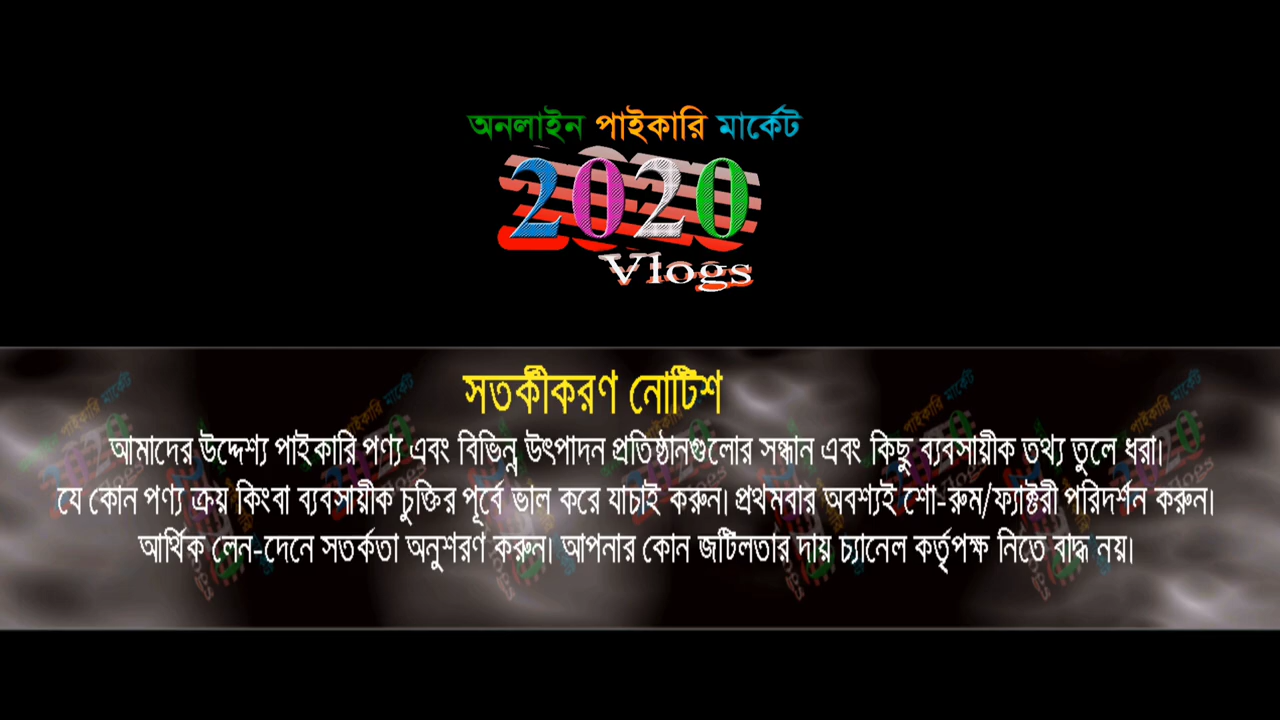 অনলাইন পাইকারি মার্কেট
2020
Vlogs
সতর্কীকরণ নোটিশ
আমাদের উদ্দেশ্য পাইকারি পণ্য এবং বিভিন্ন উৎপাদন প্রতিষ্ঠানগুলোর সন্ধান এবং কিছু ব্যবসায়ীক তথ্য তুলে ধরা।
যে কোন পণ্য ক্রয় কিংবা ব্যবসায়ীক চুক্তির পূর্বে ভাল করে যাচাই করুন। প্রথমবার অবশ্যই শো-রুম/ফ্যাক্টরী পরিদর্শন করুন।
আর্থিক লেন-দেনে সতর্কতা অনুশরণ করুন। আপনার কোন জটিলতার দায় চ্যানেল কর্তৃপক্ষ নিতে বাদ্ধ নয়।